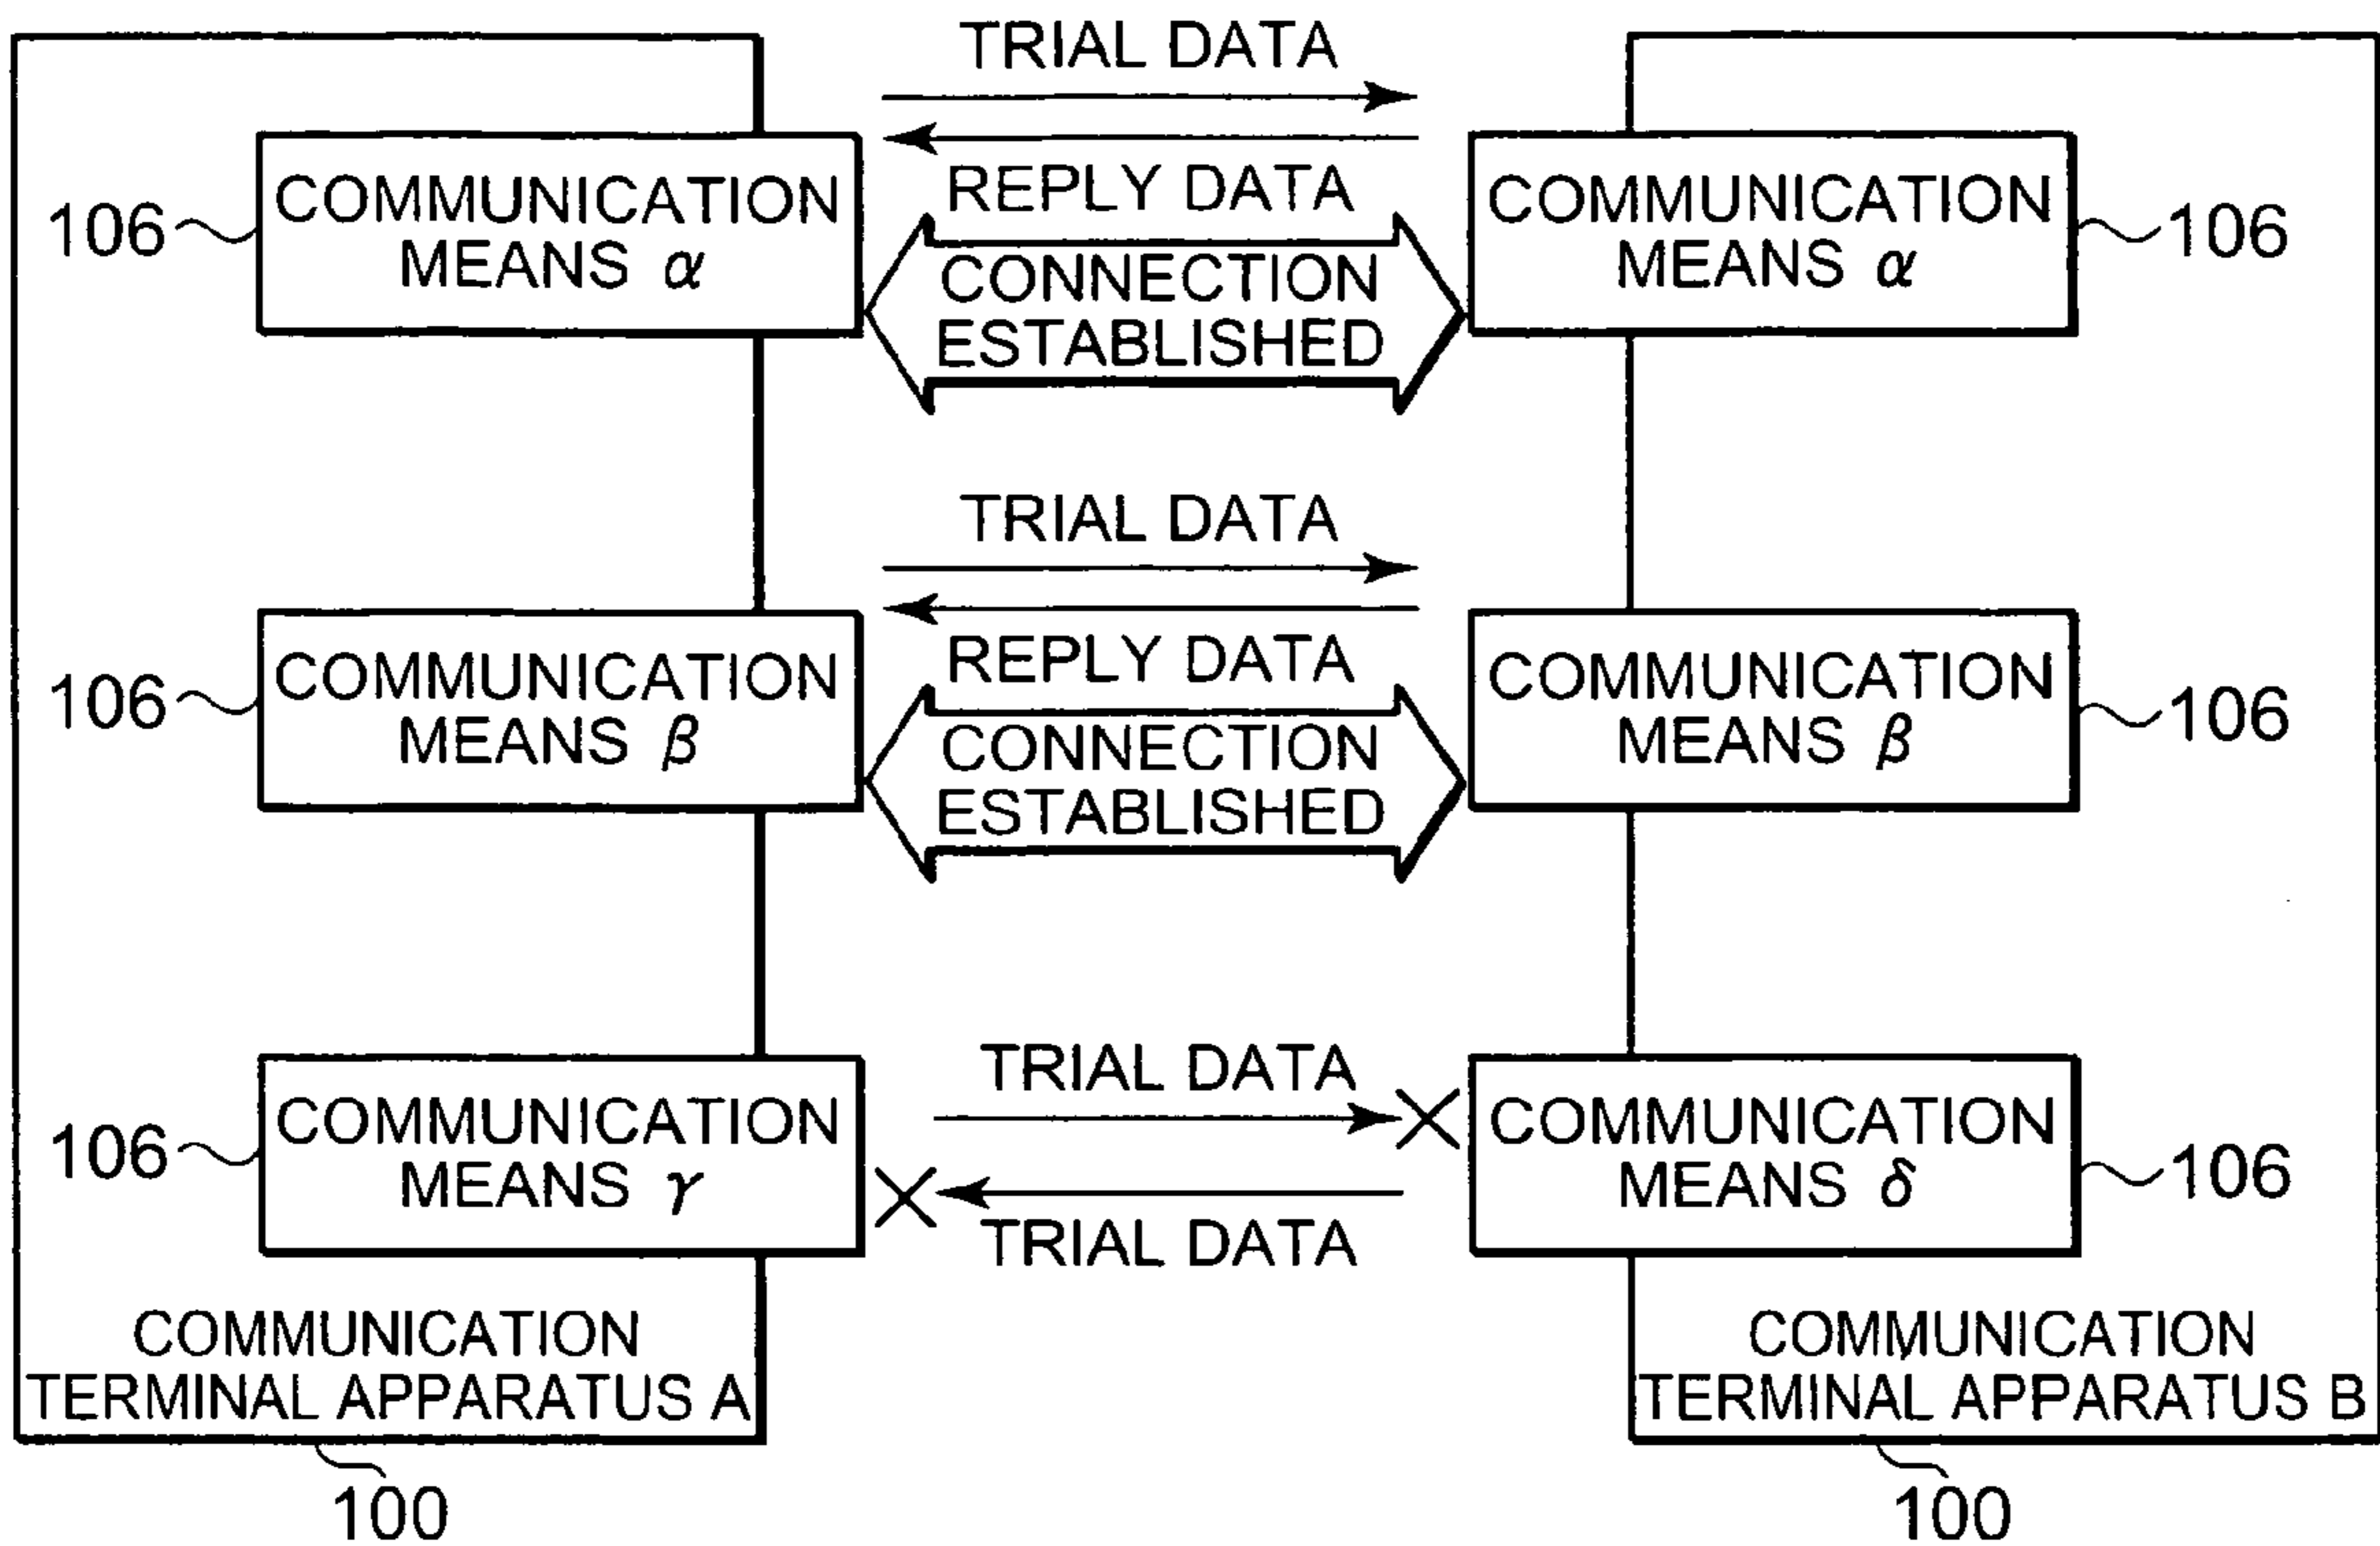 TRIAL DATA
REPLY DATA
106
COMMUNICATION
MEANS α
CONNECTION
ESTABLISHED
COMMUNICATION
MEANS α
106
TRIAL DATA
REPLY DATA
106
COMMUNICATION
MEANS β
CONNECTION
ESTABLISHED
COMMUNICATION
MEANS β
106
TRIAL DATA
106
COMMUNICATION
MEANS γ
COMMUNICATION
MEANS δ
106
TRIAL DATA
COMMUNICATION
TERMINAL APPARATUS A
COMMUNICATION
TERMINAL APPARATUS B
100
100